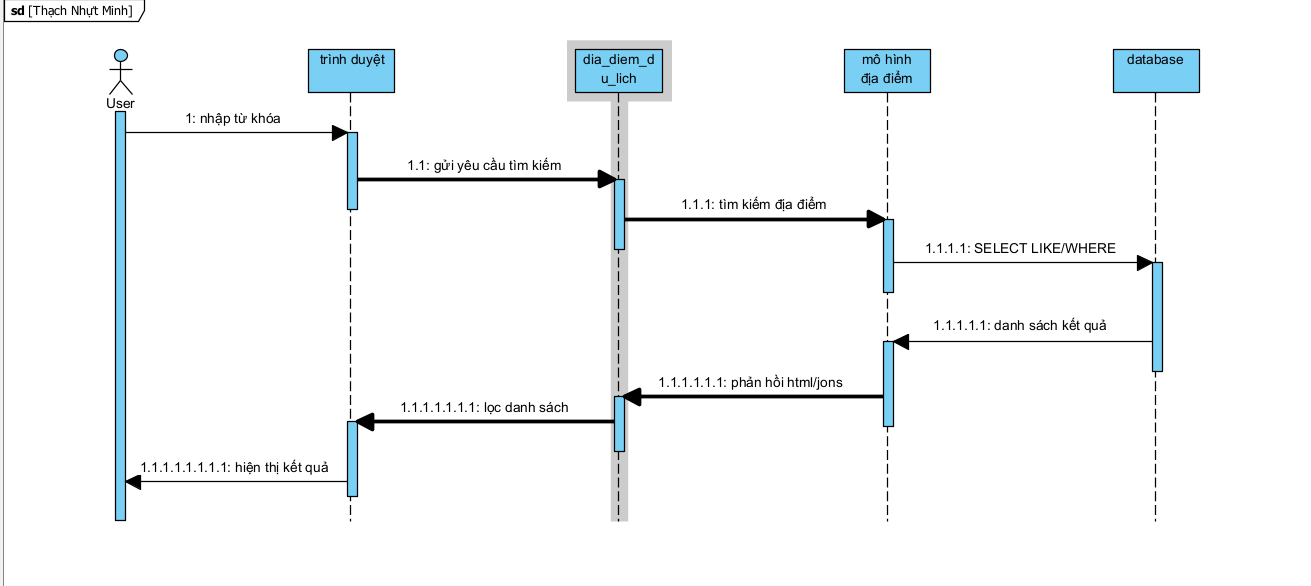 sd [Thạch Nhựt Minh]
trình duyệt
dia_diem_d
u_lich
mô hình
địa điểm
database
User
1: nhập từ khóa
1.1: gửi yêu cầu tìm kiếm
1.1.1: tìm kiếm địa điểm
1.1.1.1: SELECT LIKE/WHERE
1.1.1.1.1: danh sách kết quả
1.1.1.1.1.1: phản hồi html/jons
1.1.1.1.1.1.1: lọc danh sách
1.1.1.1.1.1.1.1: hiện thị kết quả